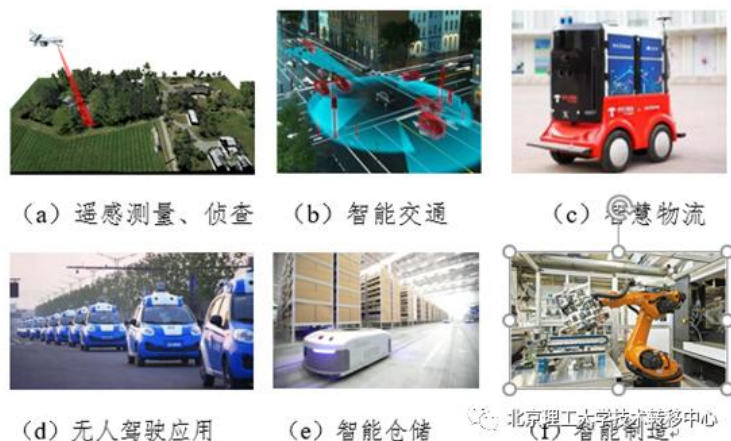 (a)遥感测量、侦查
(b)智能交通
(c)智慧物流
(d)无人驾驶应用
(e)智能仓储
(f)智能制造
北京理工大学技术转移中心